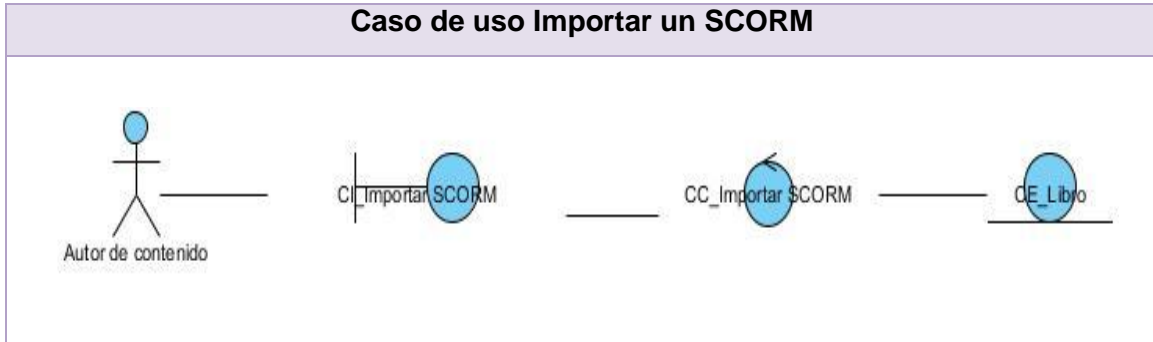 Caso de uso Importar un SCORM
CI_Importar SCORM
CC_Importar SCORM
CE_Libro
Autor de contenido